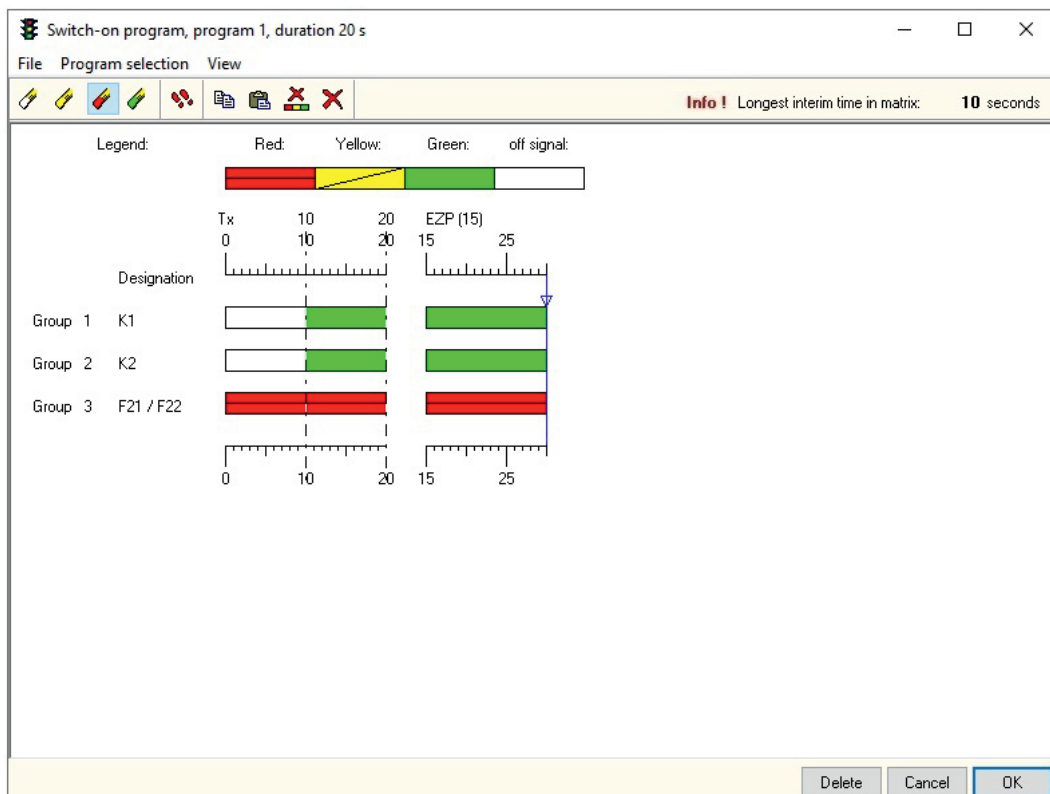 Switch-on program, program 1, duration 20 s
File Program selection View
Info ! Longest interim time in matrix: 10 seconds
Legend: Red: Yellow: Green: off signal:
Tx 10 20 EZP (15)
0 10 20 15 25
Designation
Group 1 K1
Group 2 K2
Group 3 F21 / F22
0 10 20 15 25
Delete Cancel OK